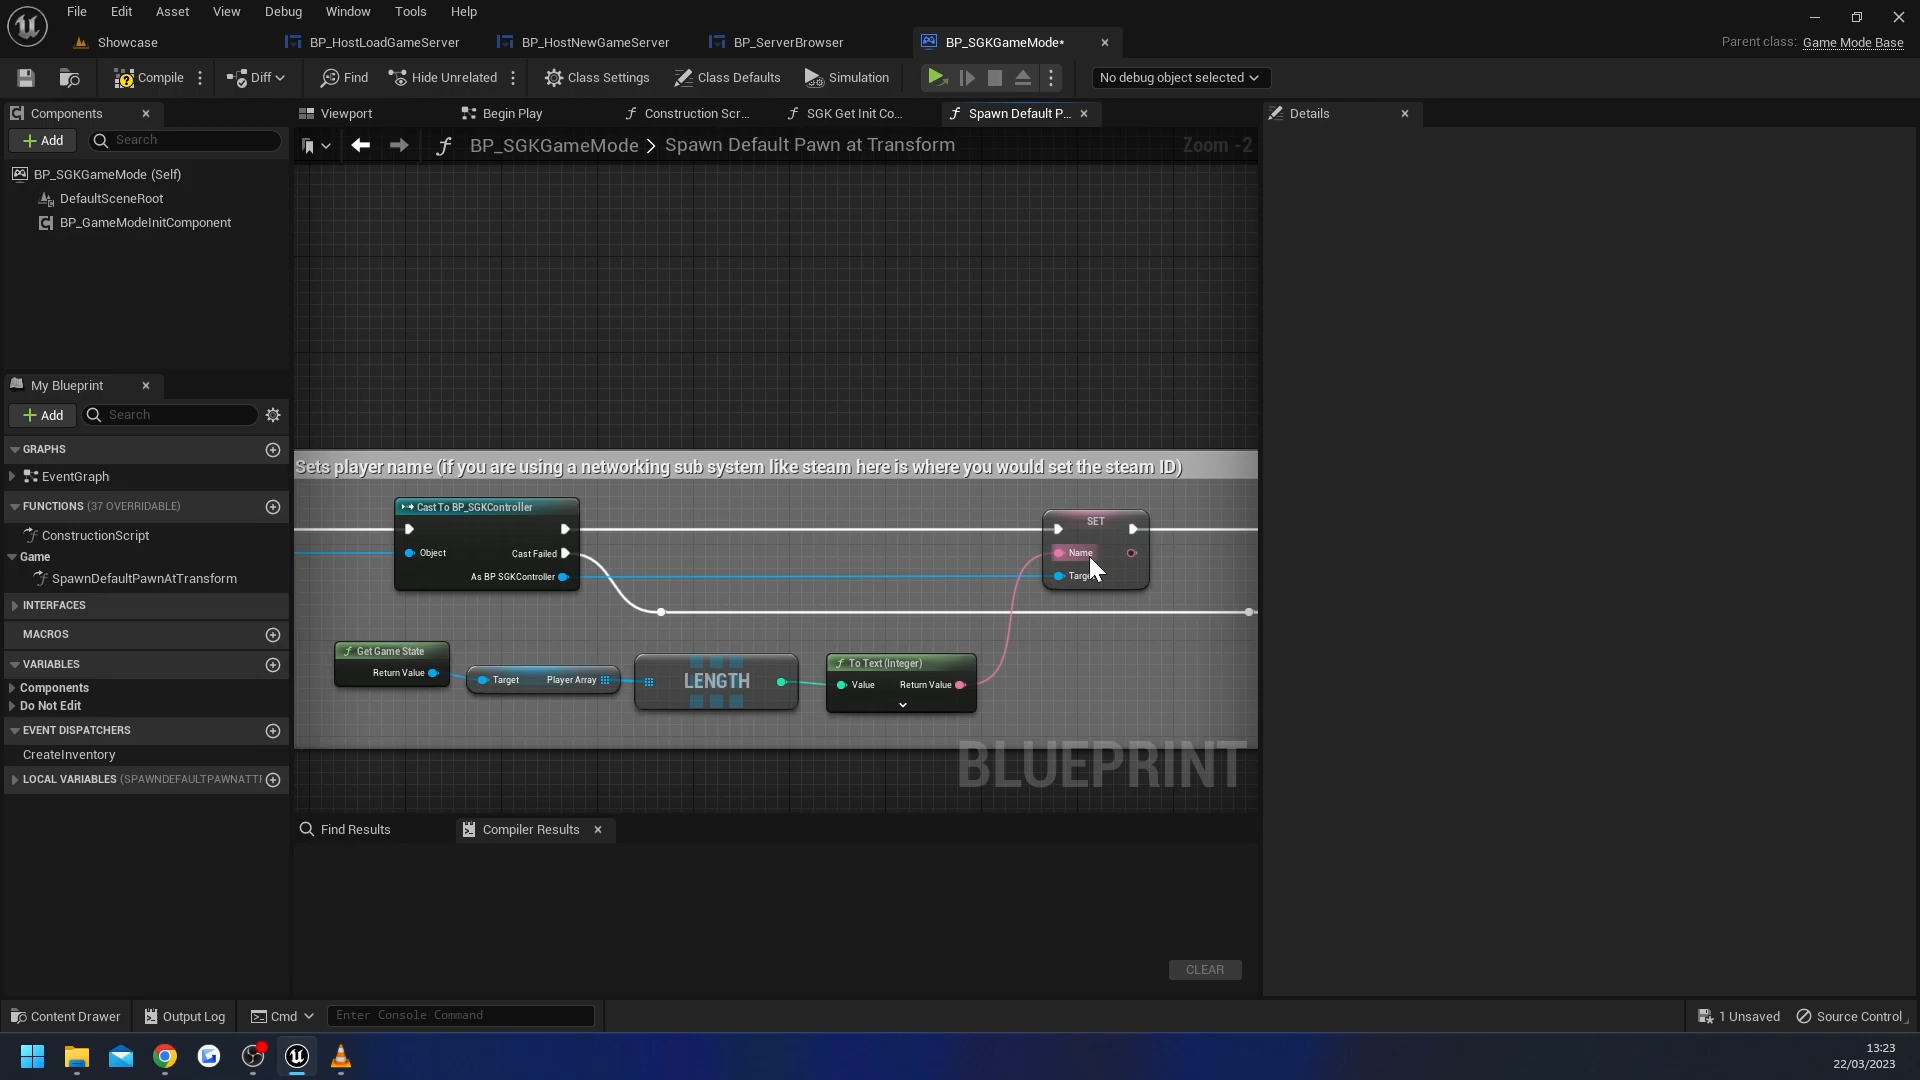 File Edit Asset View Debug Window Tools Help
Showcase BP_HostLoadGameServer BP_HostNewGameServer BP_ServerBrowser BP_SGKGameMode* Parent class: Game Mode Base
Compile Diff Find Hide Unrelated Class Settings Class Defaults Simulation No debug object selected
Components Viewport Begin Play Construction Scr... SGK Get Init Co... Spawn Default P... Details
Add Search BP_SGKGameMode > Spawn Default Pawn at Transform Zoom -2
BP_SGKGameMode (Self)
DefaultSceneRoot
BP_GameModeInitComponent
My Blueprint
Add Search
GRAPHS
EventGraph
FUNCTIONS (37 OVERRIDABLE)
ConstructionScript
Game
SpawnDefaultPawnAtTransform
INTERFACES
MACROS
VARIABLES
Components
Do Not Edit
EVENT DISPATCHERS
CreateInventory
LOCAL VARIABLES (SPAWNDEFAULTPAWNATTR
Sets player name (if you are using a networking sub system like steam here is where you would set the steam ID)
Cast To BP_SGKController
Object Cast Failed
As BP SGKController
SET
Name
Targe
Get Game State
Return Value
Target Player Array
LENGTH
To Text (Integer)
Value Return Value
BLUEPRINT
Find Results Compiler Results
CLEAR
Content Drawer Output Log Cmd Enter Console Command 1 Unsaved Source Control
13:23
22/03/2023